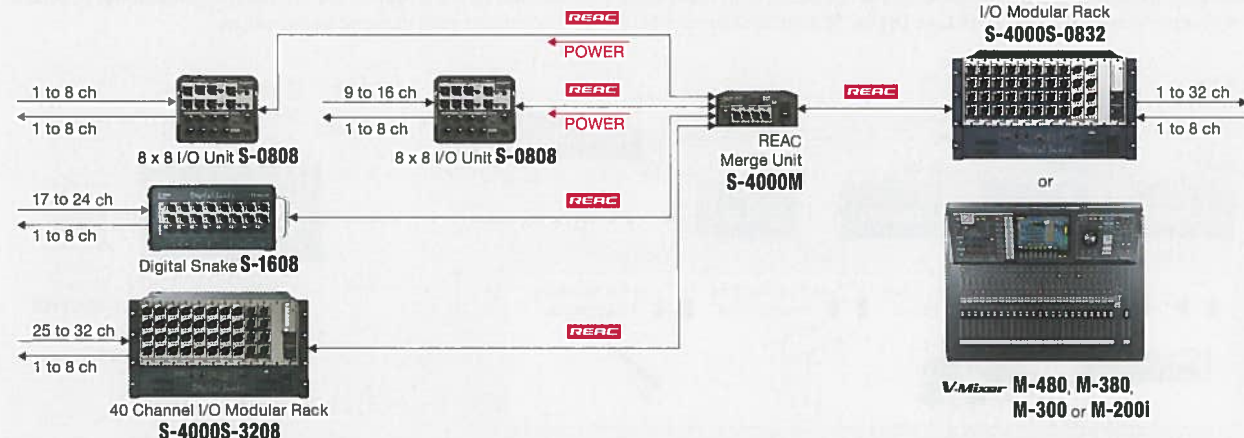 REAC
POWER
1 to 8 ch
1 to 8 ch
8 x 8 I/O Unit S-0808
9 to 16 ch
1 to 8 ch
8 x 8 I/O Unit S-0808
REAC
POWER
REAC
Merge Unit
S-4000M
REAC
I/O Modular Rack
S-4000S-0832
1 to 32 ch
1 to 8 ch
or
17 to 24 ch
1 to 8 ch
Digital Snake S-1608
REAC
25 to 32 ch
1 to 8 ch
40 Channel I/O Modular Rack
S-4000S-3208
REAC
V-Mixer M-480, M-380,
M-300 or M-200i